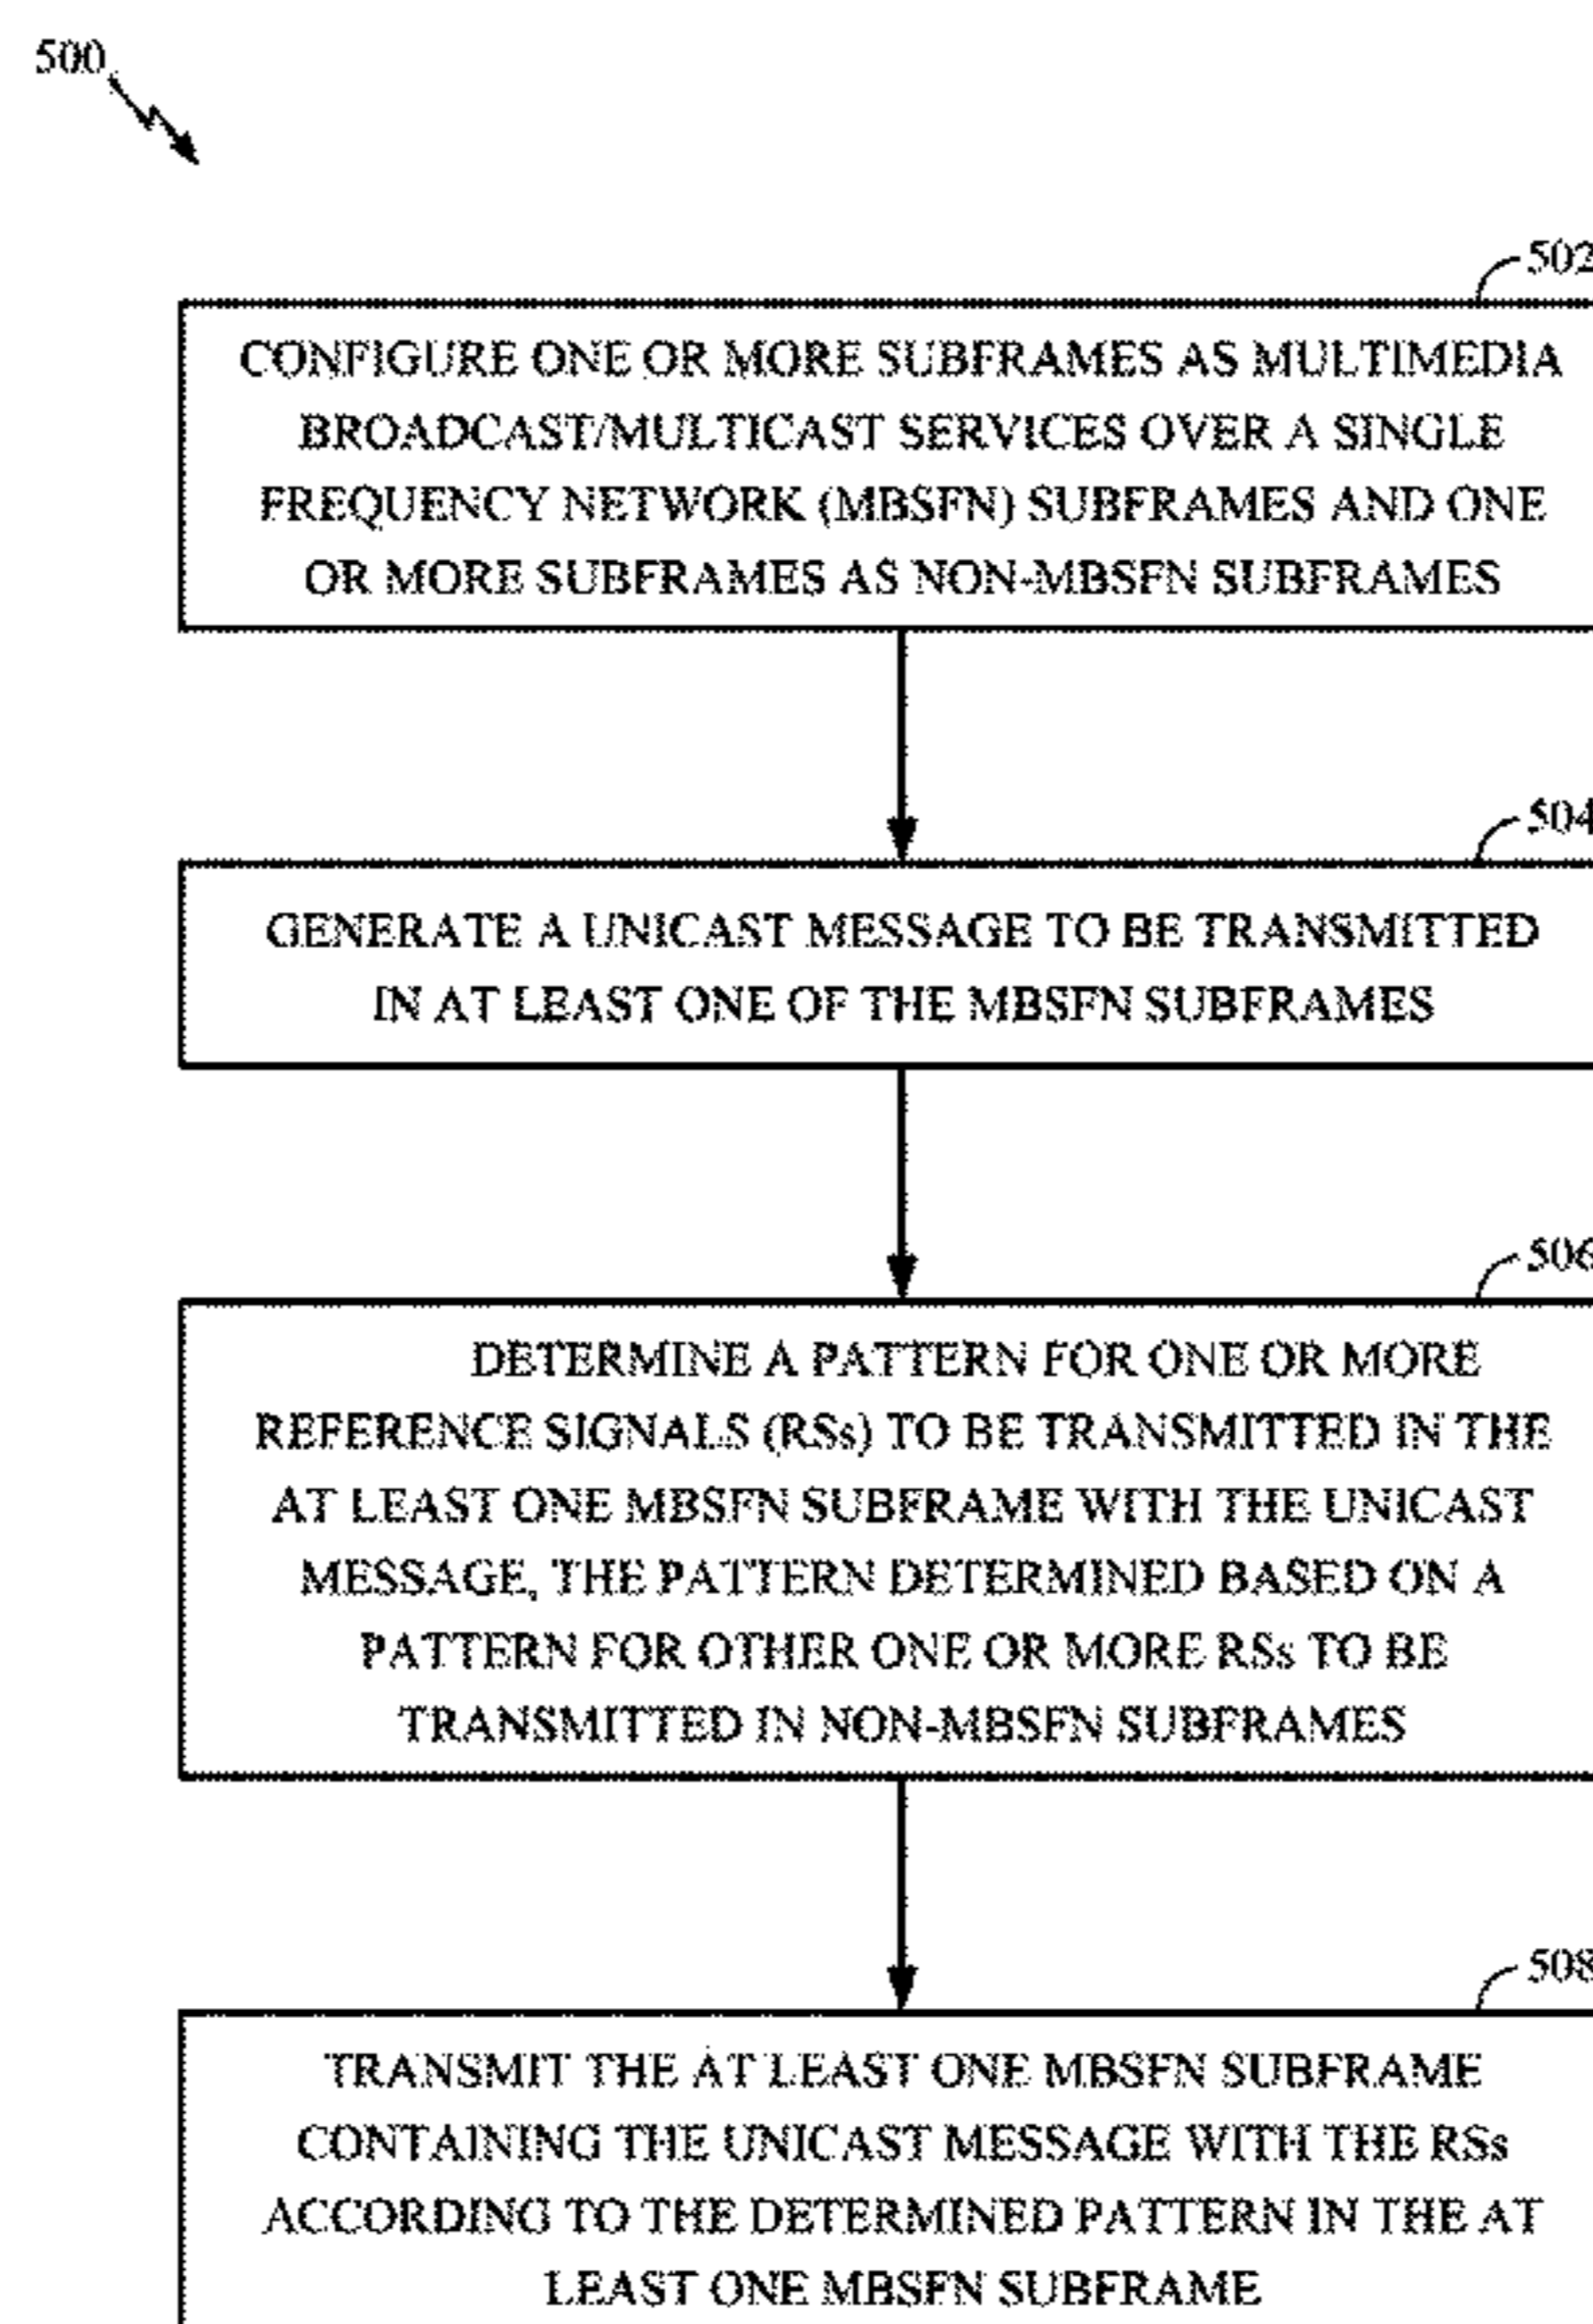 500
502
CONFIGURE ONE OR MORE SUBFRAMES AS MULTIMEDIA
BROADCAST/MULTICAST SERVICES OVER A SINGLE
FREQUENCY NETWORK (MBSFN) SUBFRAMES AND ONE
OR MORE SUBFRAMES AS NON-MBSFN SUBFRAMES
504
GENERATE A UNICAST MESSAGE TO BE TRANSMITTED
IN AT LEAST ONE OF THE MBSFN SUBFRAMES
506
DETERMINE A PATTERN FOR ONE OR MORE
REFERENCE SIGNALS (RSs) TO BE TRANSMITTED IN THE
AT LEAST ONE MBSFN SUBFRAME WITH THE UNICAST
MESSAGE, THE PATTERN DETERMINED BASED ON A
PATTERN FOR OTHER ONE OR MORE RSs TO BE
TRANSMITTED IN NON-MBSFN SUBFRAMES
508
TRANSMIT THE AT LEAST ONE MBSFN SUBFRAME
CONTAINING THE UNICAST MESSAGE WITH THE RSs
ACCORDING TO THE DETERMINED PATTERN IN THE AT
LEAST ONE MBSFN SUBFRAME